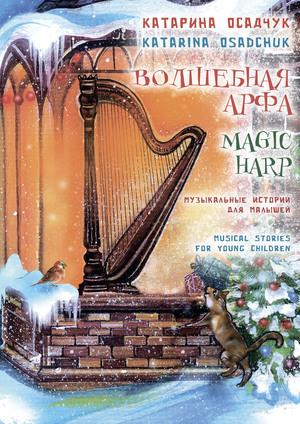 КАТАРИНА ОСАДЧУК
KATARINA OSADCHUK
ВОЛШЕБНАЯ
АРФА
MAGIC
HARP
МУЗЫКАЛЬНЫЕ ИСТОРИИ
ДЛЯ МАЛЫШЕЙ
MUSICAL STORIES
FOR YOUNG CHILDREN